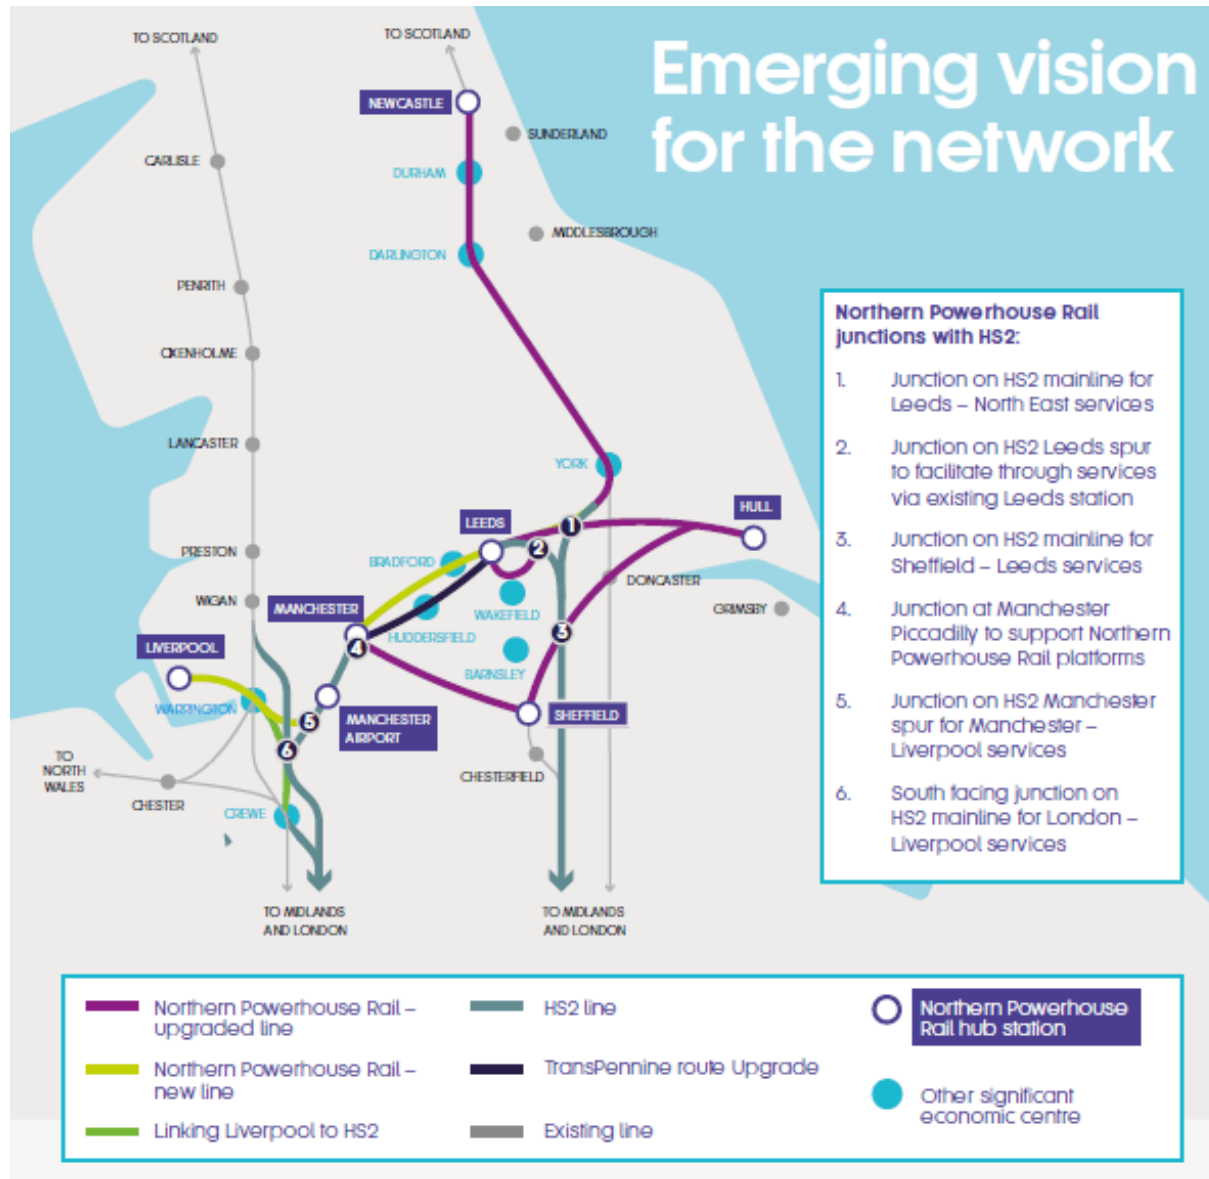 Emerging vision
for the network
TO SCOTLAND
TO SCOTLAND
NEWCASTLE
SUNDERLAND
CARLISLE
DURHAM
MIDDLESBROUGH
DARLINGTON
PENRITH
OXENHOLME
LANCASTER
YORK
HULL
LEEDS
1
2
PRESTON
BRADFORD
DONCASTER
WIGAN
MANCHESTER
WAKEFIELD
GRIMSBY
HUDDERSFIELD
3
4
LIVERPOOL
BARNSLEY
WARRINGTON
5
MANCHESTER
AIRPORT
SHEFFIELD
6
TO
NORTH
WALES
CHESTERFIELD
CHESTER
CREWE
TO MIDLANDS
AND LONDON
TO MIDLANDS
AND LONDON
Northern Powerhouse Rail
junctions with HS2:
1. Junction on HS2 mainline for
Leeds – North East services
2. Junction on HS2 Leeds spur
to facilitate through services
via existing Leeds station
3. Junction on HS2 mainline for
Sheffield – Leeds services
4. Junction at Manchester
Piccadilly to support Northern
Powerhouse Rail platforms
5. Junction on HS2 Manchester
spur for Manchester –
Liverpool services
6. South facing junction on
HS2 mainline for London –
Liverpool services
Northern Powerhouse Rail –
upgraded line
Northern Powerhouse Rail –
new line
Linking Liverpool to HS2
HS2 line
TransPennine route Upgrade
Existing line
Northern Powerhouse
Rail hub station
Other significant
economic centre